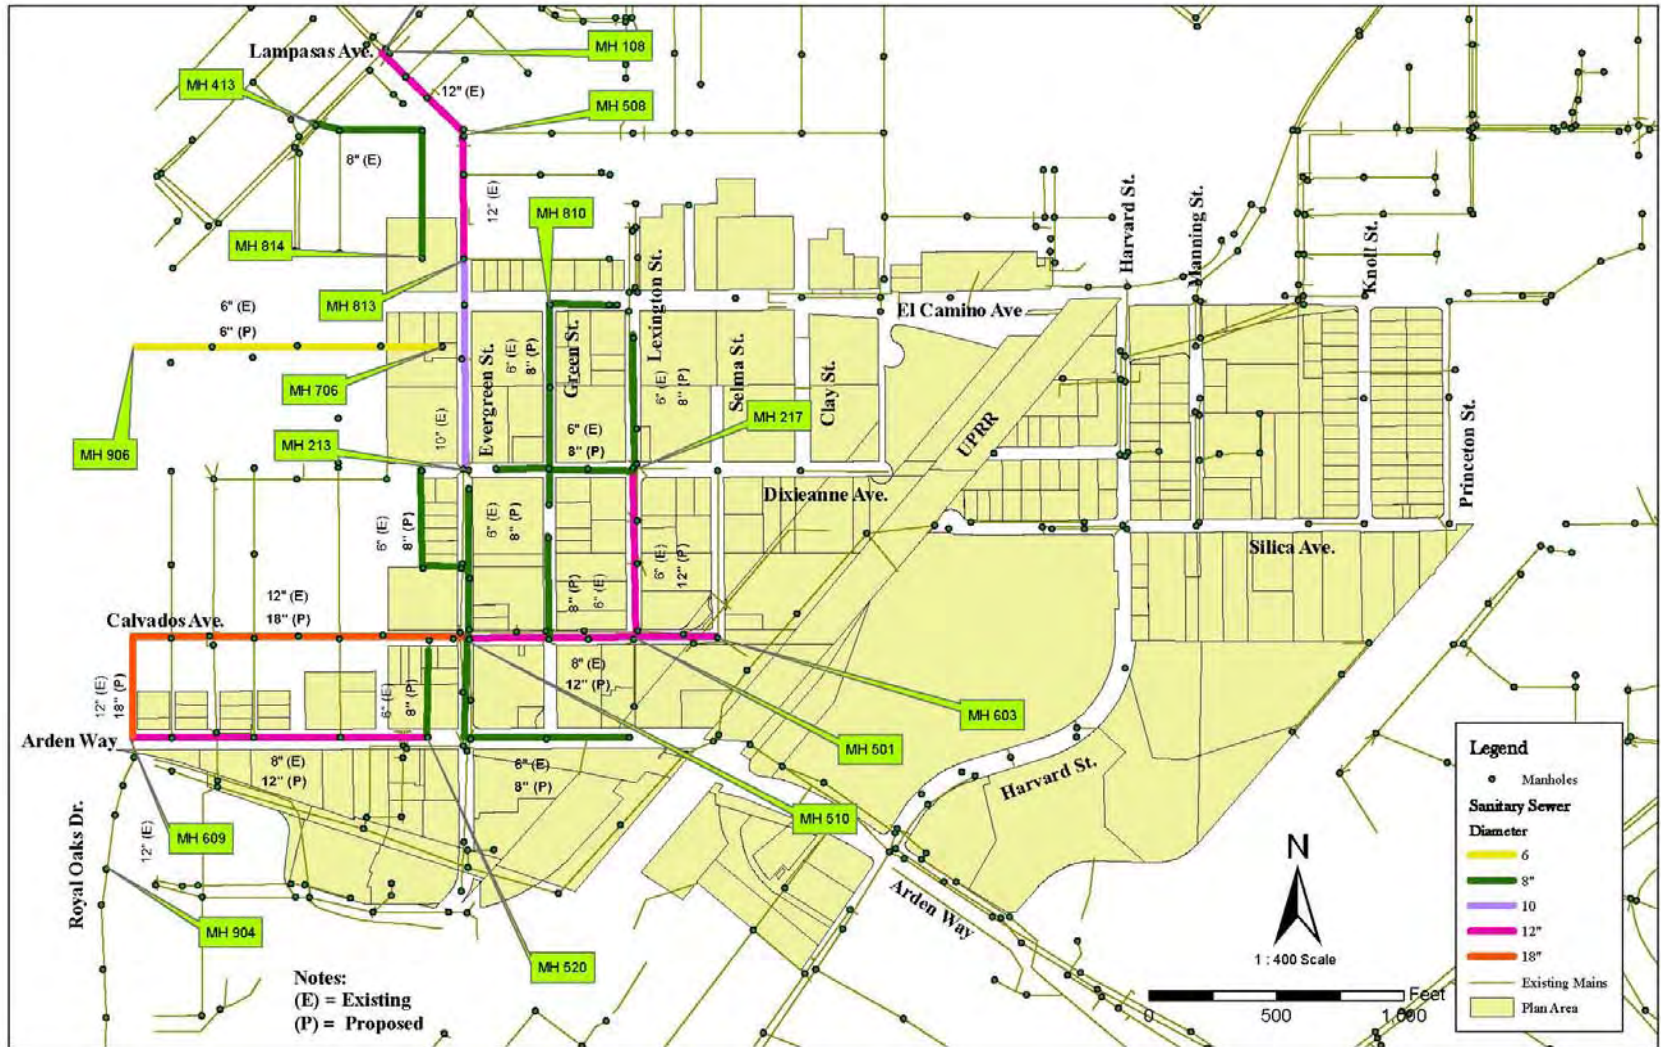 Lampasas Ave.
MH 108
MH 413
12" (E)
MH 508
8" (E)
12" (E)
MH 810
MH 814
Harvard St.
Manning St.
Knoll St.
Lexington St.
MH 813
6" (E)
6" (P)
El Camino Ave
Evergreen St.
6" (E)
8" (P)
Green St.
6" (E)
8" (P)
Selma St.
Clay St.
MH 706
MH 217
UPRR
Princeton St.
10" (E)
6" (E)
8" (P)
MH 213
MH 906
Dixieanne Ave.
6" (E)
8" (P)
6" (E)
8" (P)
Silica Ave.
8" (P)
6" (E)
6" (E)
12" (P)
12" (E)
18" (P)
Calvados Ave.
8" (E)
12" (P)
12" (E)
18" (P)
6" (E)
8" (P)
MH 603
MH 501
Arden Way
8" (E)
12" (P)
6" (E)
8" (P)
Harvard St.
MH 510
MH 609
12" (E)
Royal Oaks Dr.
MH 904
MH 520
Arden Way
N
1 : 400 Scale
Feet
0
500
1,000
Notes:
(E) = Existing
(P) = Proposed
Legend
Manholes
Sanitary Sewer
Diameter
6
8"
10
12"
18"
Existing Mains
Plan Area